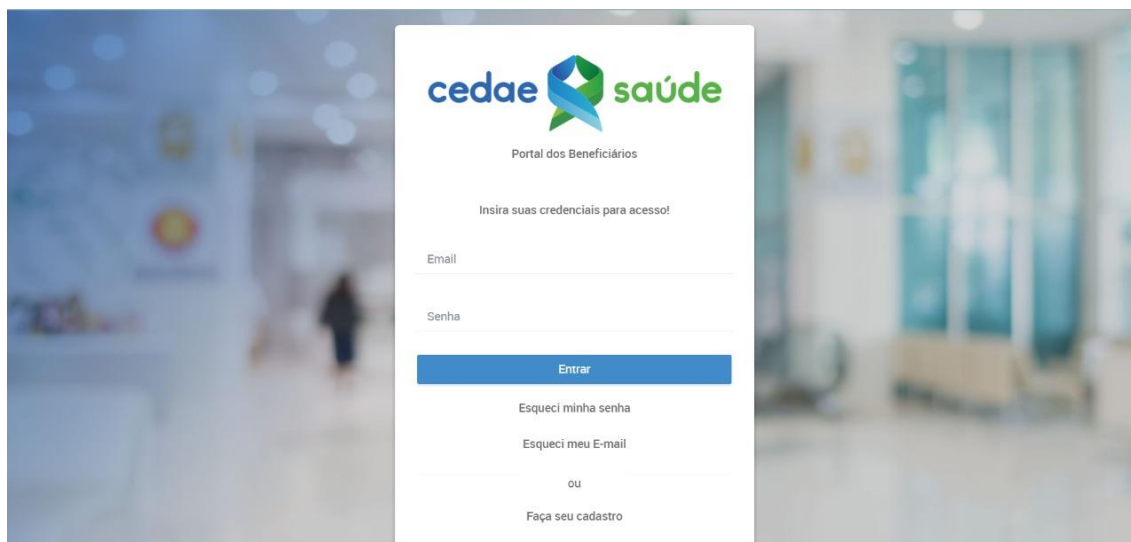 cedae saúde
Portal dos Beneficiários
Insira suas credenciais para acesso!
Email
Senha
Entrar
Esqueci minha senha
Esqueci meu E-mail
ou
Faça seu cadastro